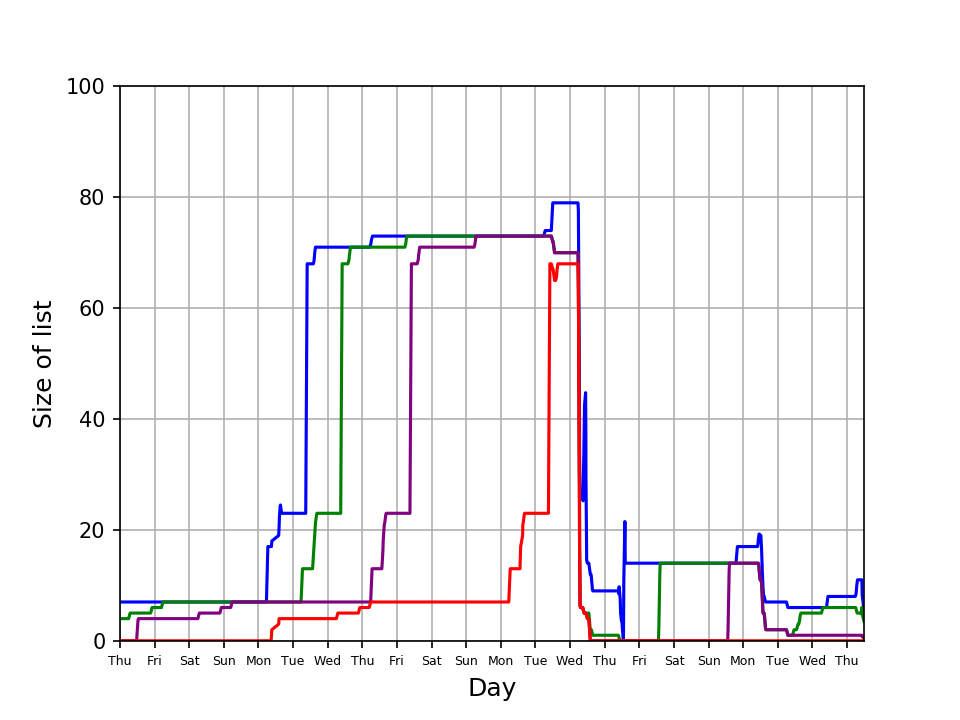 100
80
60
40
20
0
Size of list
Thu Fri Sat Sun Mon Tue Wed Thu Fri Sat Sun Mon Tue Wed Thu Fri Sat Sun Mon Tue Wed Thu
Day